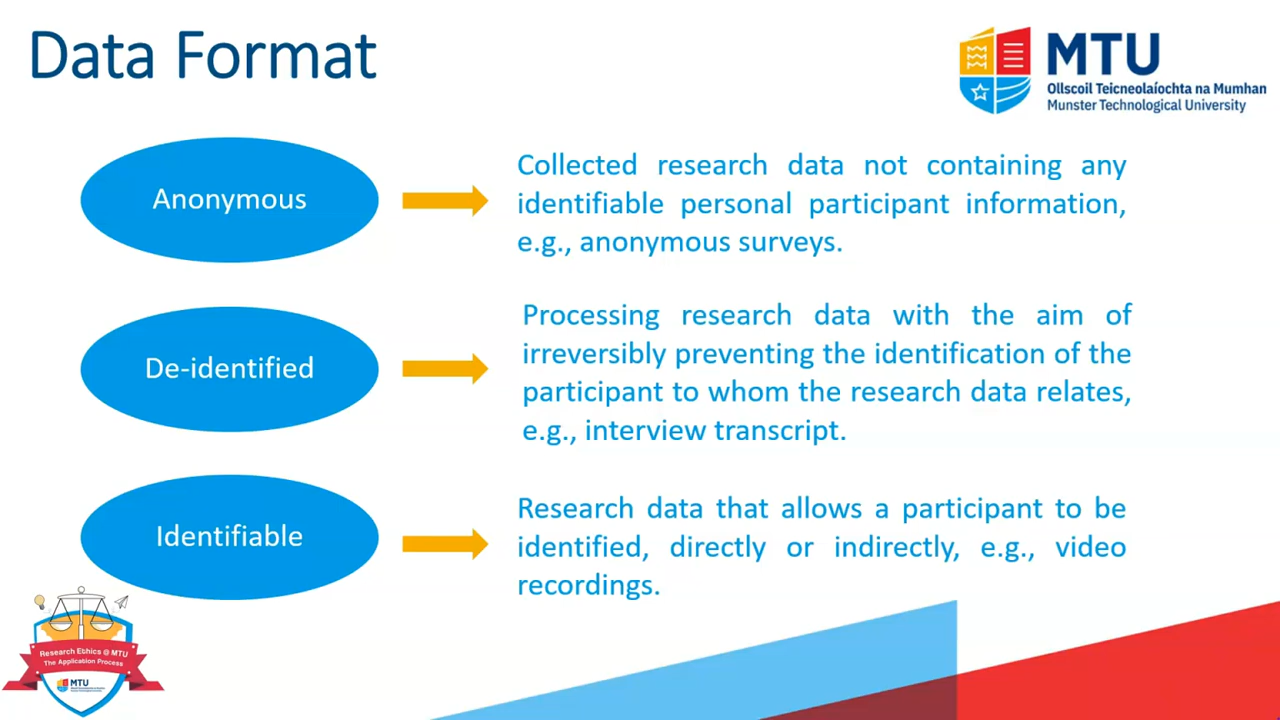 Data Format
MTU
Ollscoil Teicneolaíochta na Mumhan
Munster Technological University
Anonymous
Collected research data not containing any
identifiable personal participant information,
e.g., anonymous surveys.
De-identified
Processing research data with the aim of
irreversibly preventing the identification of the
participant to whom the research data relates,
e.g., interview transcript.
Identifiable
Research data that allows a participant to be
identified, directly or indirectly, e.g., video
recordings.
Research Ethics @ MTU
The Application Process
MTU